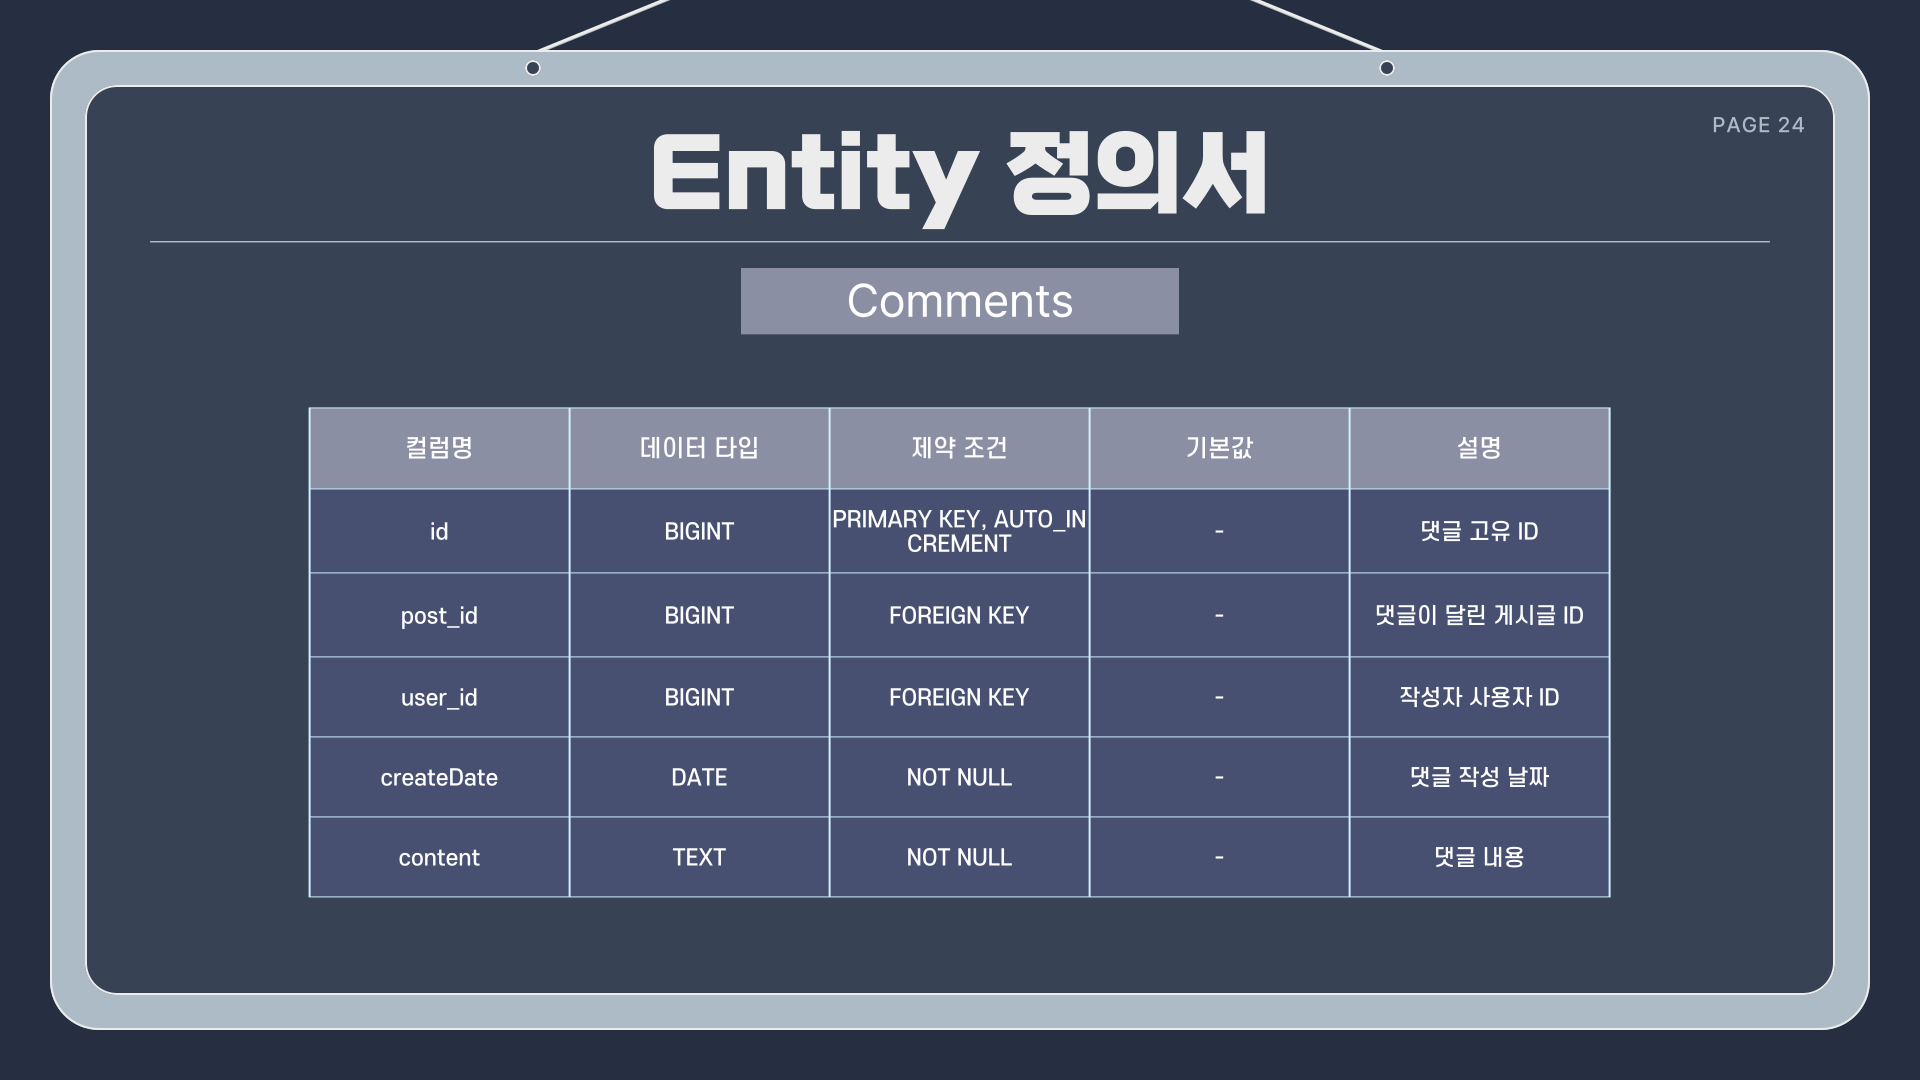 PAGE 24
Entity 정의서
Comments
컬럼명 데이터 타입 제약 조건 기본값 설명
id BIGINT PRIMARY KEY, AUTO_IN
CREMENT - 댓글 고유 ID
post_id BIGINT FOREIGN KEY - 댓글이 달린 게시글 ID
user_id BIGINT FOREIGN KEY - 작성자 사용자 ID
createDate DATE NOT NULL - 댓글 작성 날짜
content TEXT NOT NULL - 댓글 내용